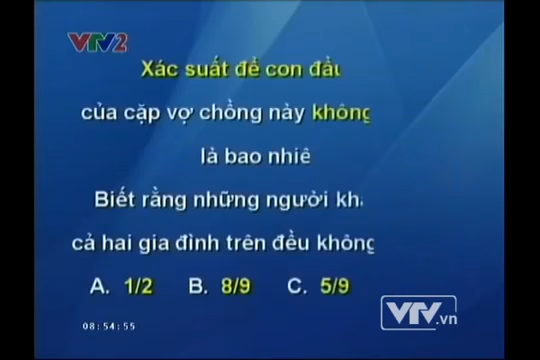 VTV2
Xác suất để con đầu
của cặp vợ chồng này không
là bao nhiê
Biết rằng những người kh
cả hai gia đình trên đều không
A. 1/2 B. 8/9 C. 5/9
08:54:55
VTV.vn